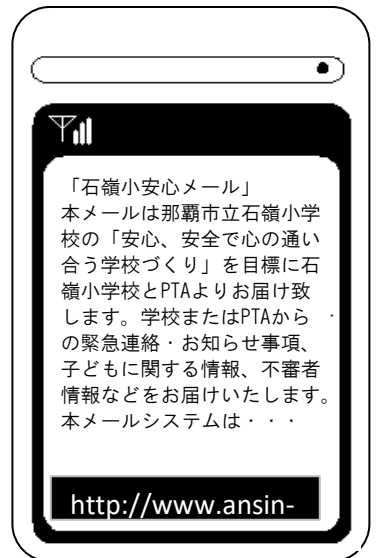 「石嶺小安心メール」
本メールは那覇市立石嶺小学
校の「安心、安全で心の通い
合う学校づくり」を目標に石
嶺小学校とPTAよりお届け致
します。学校またはPTAから
の緊急連絡・お知らせ事項、
子どもに関する情報、不審者
情報などをお届けいたします。
本メールシステムは・・・
http://www.ansin-